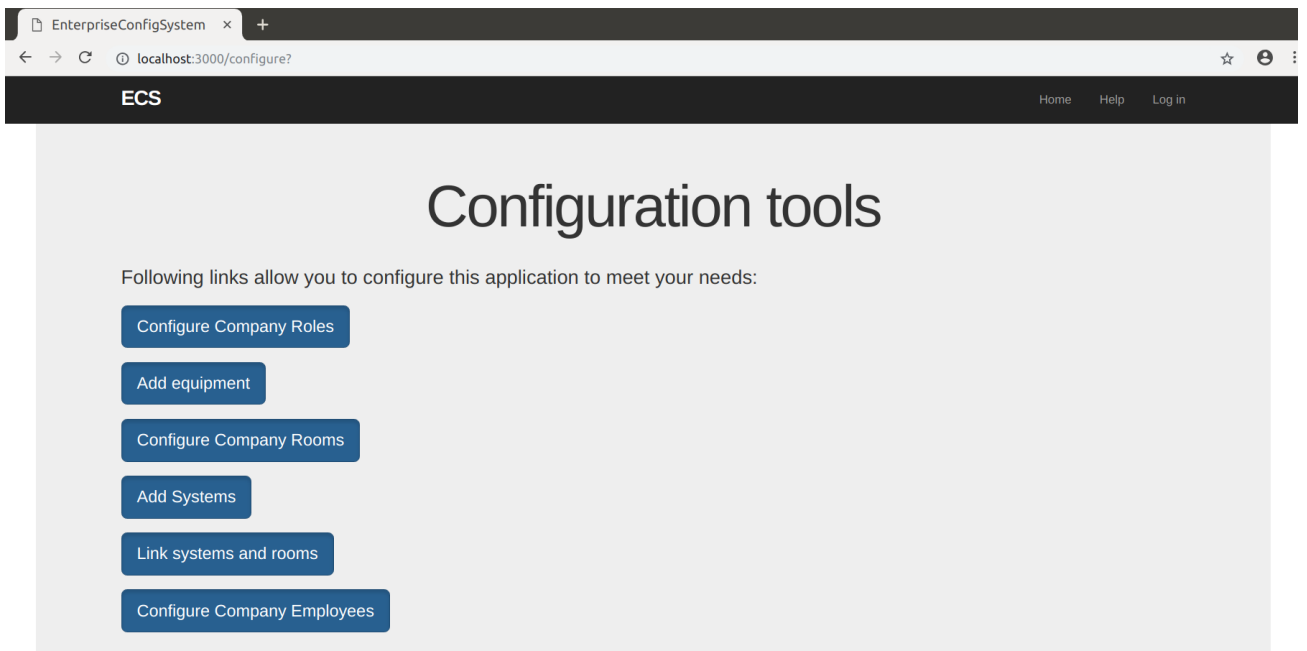 EnterpriseConfigSystem
localhost:3000/configure?
ECS Home Help Log in
Configuration tools
Following links allow you to configure this application to meet your needs:
Configure Company Roles
Add equipment
Configure Company Rooms
Add Systems
Link systems and rooms
Configure Company Employees